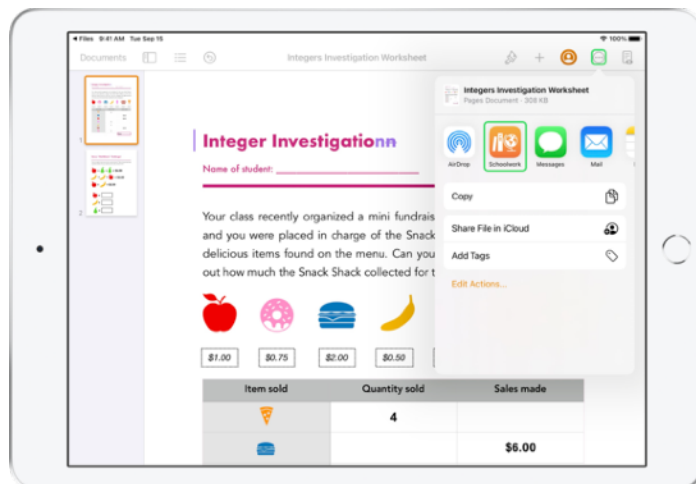 Files 9:41 AM Tue Sep 15
100%
Documents
Integers Investigation Worksheet
Integers Investigation Worksheet
Pages Document - 308 KB
AirDrop
Schoolwork
Messages
Mail
Copy
Share File in iCloud
Add Tags
Edit Actions...
1
2
Integer Investigationnn
Name of student:
Your class recently organized a mini fundrais
and you were placed in charge of the Snack
delicious items found on the menu. Can you
out how much the Snack Shack collected for t
$1.00 $0.75 $2.00 $0.50
Item sold Quantity sold Sales made
4
$6.00